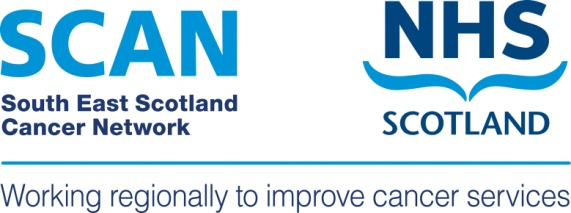 SCAN
South East Scotland
Cancer Network
NHS
SCOTLAND
Working regionally to improve cancer services